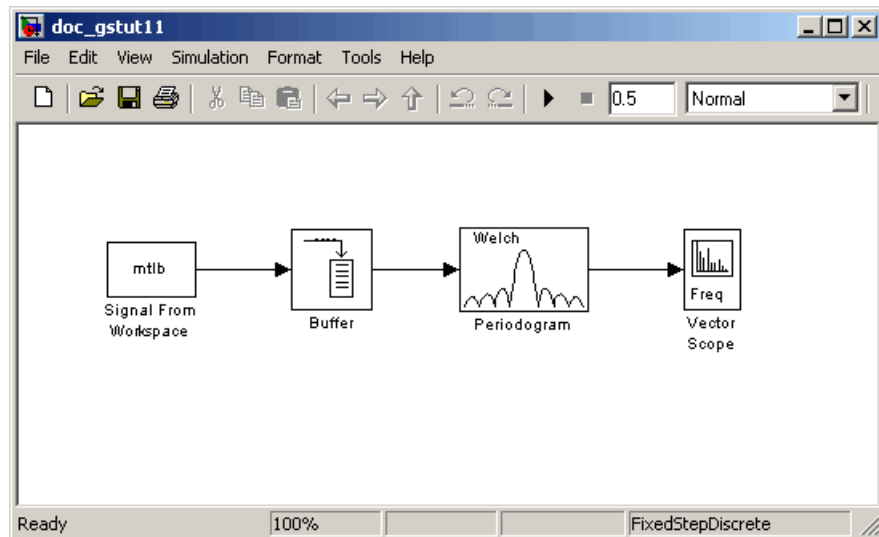 doc_gstut11
File Edit View Simulation Format Tools Help
0.5 Normal
mtlb
Signal From
Workspace
Buffer
Welch
Periodogram
Freq
Vector
Scope
Ready 100% FixedStepDiscrete